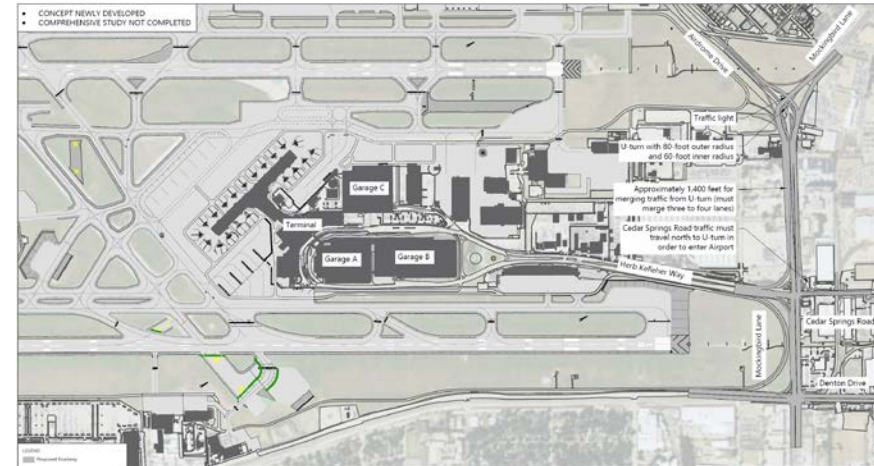 CONCEPT NEWLY DEVELOPED
COMPREHENSIVE STUDY NOT COMPLETED
Airdrome Drive
Mockingbird Lane
Traffic light
U-turn with 80-foot outer radius
and 60-foot inner radius
Approximately 1,400 feet for
merging traffic from U-turn (must
merge three to four lanes)
Cedar Springs Road traffic must
travel north to U-turn in
order to enter Airport
Garage C
Terminal
Garage A
Garage B
Herb Kelleher Way
Mockingbird Lane
Cedar Springs Road
Denton Drive
LEGEND
Proposed Roadway